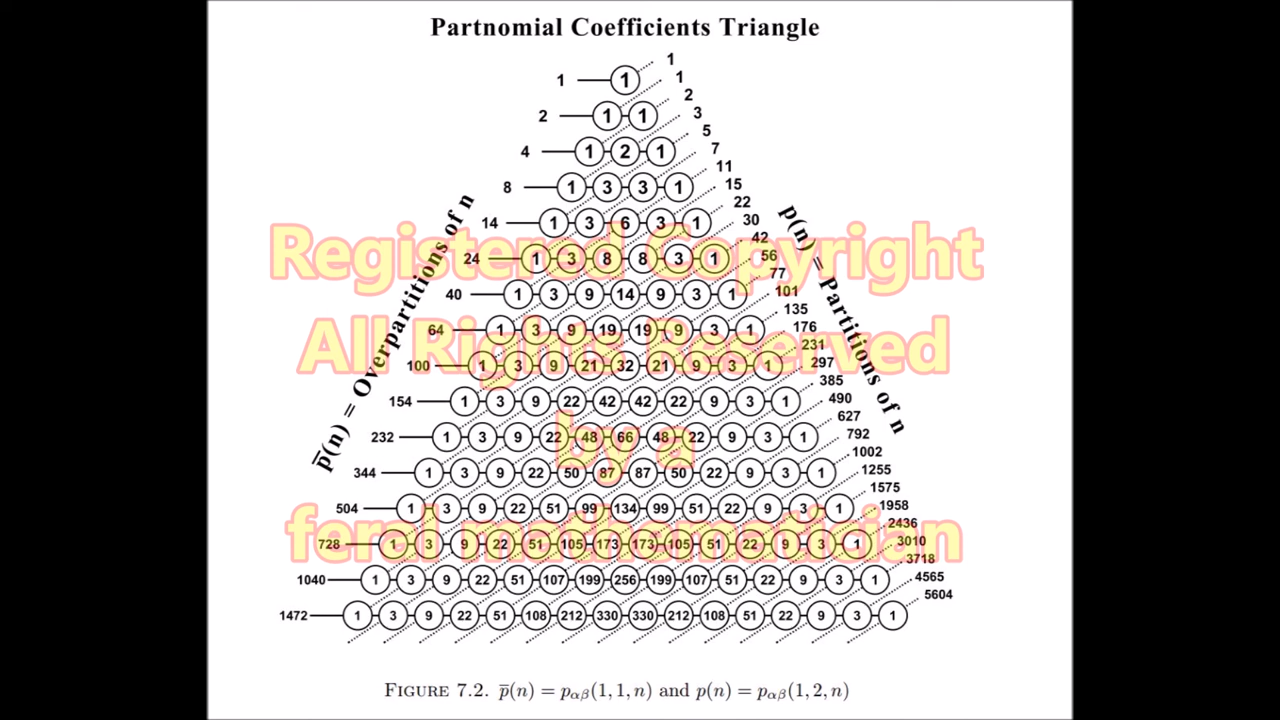 Partnomial Coefficients Triangle
1 1
2 1 1
4 1 2 1
8 1 3 3 1
14 1 3 6 3 1
24 1 3 8 8 3 1
40 1 3 9 14 9 3 1
64 1 3 9 19 19 9 3 1
100 1 3 9 21 32 21 9 3 1
154 1 3 9 22 42 42 22 9 3 1
232 1 3 9 22 48 66 48 22 9 3 1
344 1 3 9 22 50 87 87 50 22 9 3 1
504 1 3 9 22 51 99 134 99 51 22 9 3 1
728 1 3 9 22 51 105 173 173 105 51 22 9 3 1
1040 1 3 9 22 51 107 199 256 199 107 51 22 9 3 1
1472 1 3 9 22 51 108 212 330 330 212 108 51 22 9 3 1
1
1
2
3
5
7
11
15
22
30
42
56
77
101
135
176
231
297
385
490
627
792
1002
1255
1575
1958
2436
3010
3718
4565
5604
p̅(n) = Overpartitions of n
p(n) = Partitions of n
Registered Copyright
All Rights Reserved
by a
feral mathematician
FIGURE 7.2. p̅(n) = pαβ(1, 1, n) and p(n) = pαβ(1, 2, n)